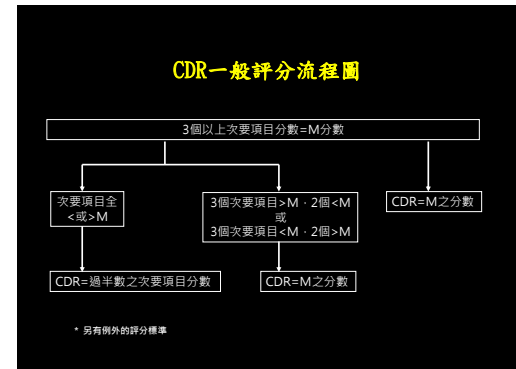 CDR一般評分流程圖
3個以上次要項目分數=M分數
次要項目全
<或>M
3個次要項目>M，2個<M
或
3個次要項目<M，2個>M
CDR=M之分數
CDR=過半數之次要項目分數
CDR=M之分數
* 另有例外的評分標準